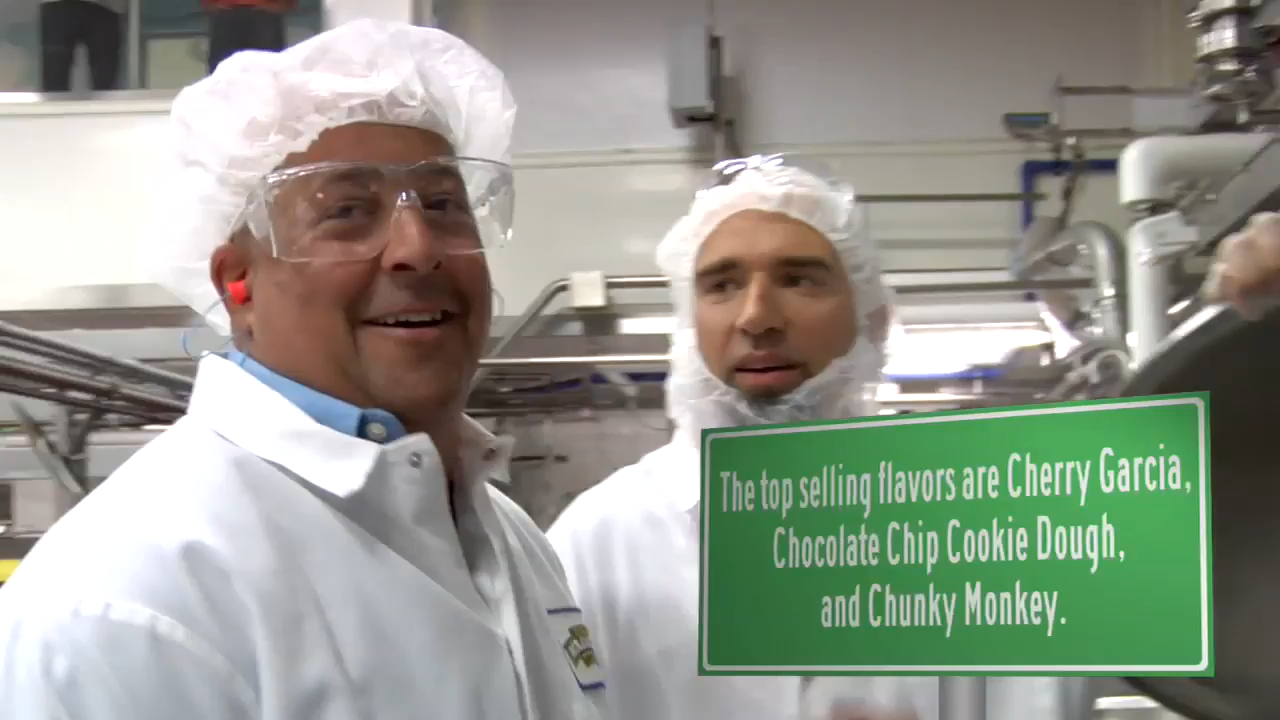 The top selling flavors are Cherry Garcia,
Chocolate Chip Cookie Dough,
and Chunky Monkey.